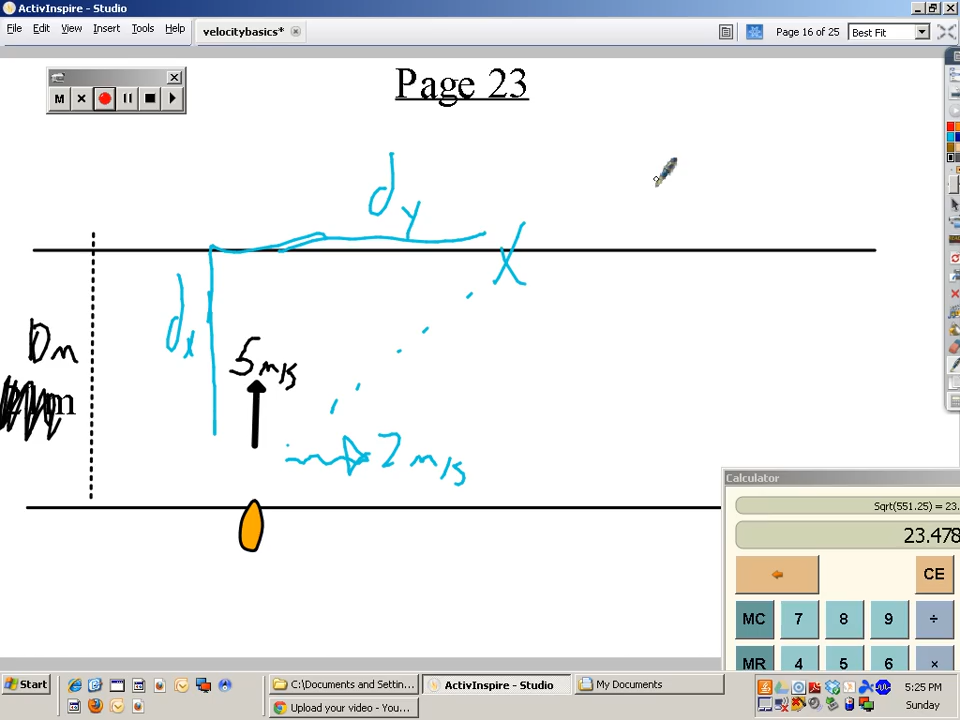 ActivInspire - Studio
File Edit View Insert Tools Help velocitybasics* Page 16 of 25 Best Fit
M
Page 23
dy
dx
5m/s
m
m
2 m/s
Calculator
Sqrt(551.25) = 23.
23.478
CE
MC 7 8 9 ÷
MR 4 5 6 ×
Start C:\Documents and Settin... ActivInspire - Studio My Documents 5:25 PM
Upload your video - You... Sunday